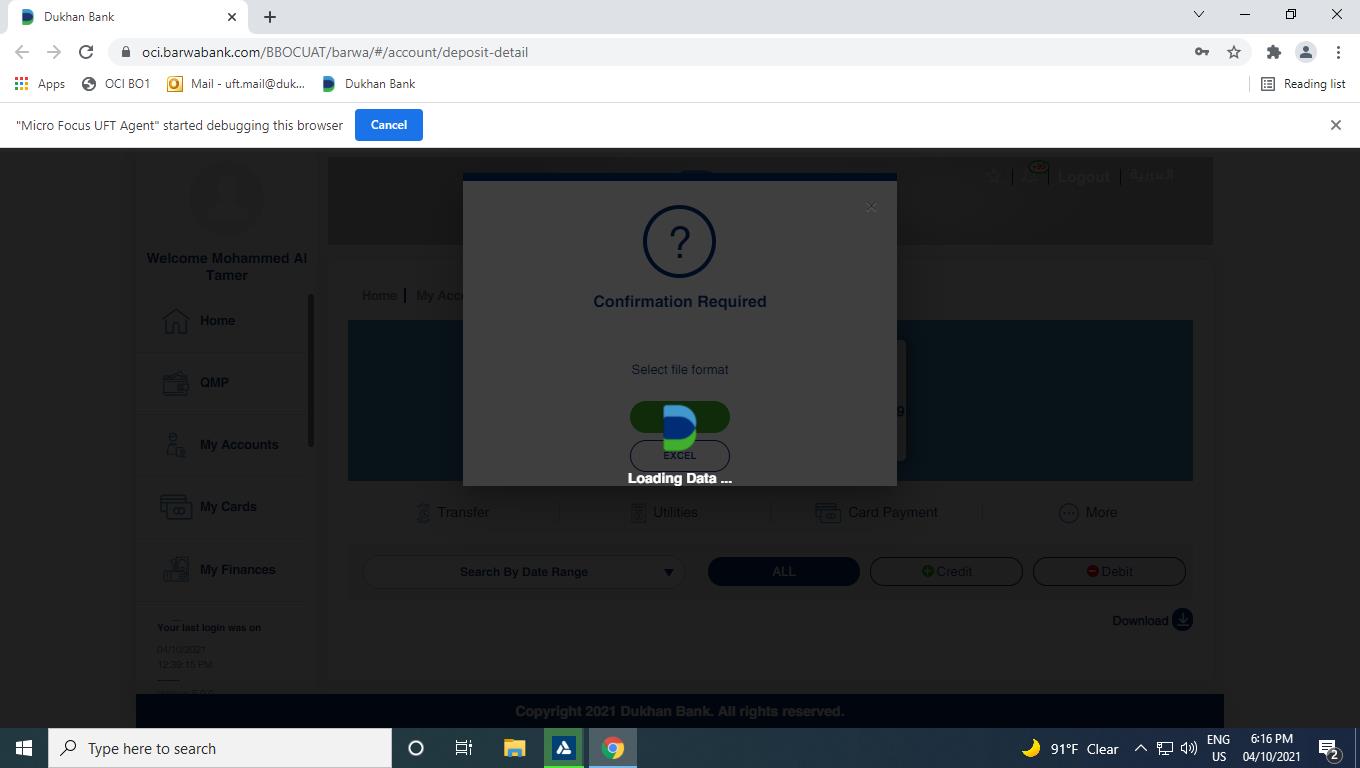 Dukhan Bank
oci.barwabank.com/BBOCUAT/barwa/#/account/deposit-detail
Apps
OCI BO1
Mail - uft.mail@duk...
Dukhan Bank
Reading list
"Micro Focus UFT Agent" started debugging this browser
Cancel
Logout
العربية
Welcome Mohammed Al
Tamer
Home
QMP
My Accounts
My Cards
My Finances
Your last login was on
04/10/2021
12:39:15 PM
Home
My Acc
?
Confirmation Required
Select file format
EXCEL
Loading Data ...
9
Transfer
Utilities
Card Payment
More
Search By Date Range
ALL
Credit
Debit
Download
Copyright 2021 Dukhan Bank. All rights reserved.
Type here to search
91°F Clear
ENG
US
6:16 PM
04/10/2021
2